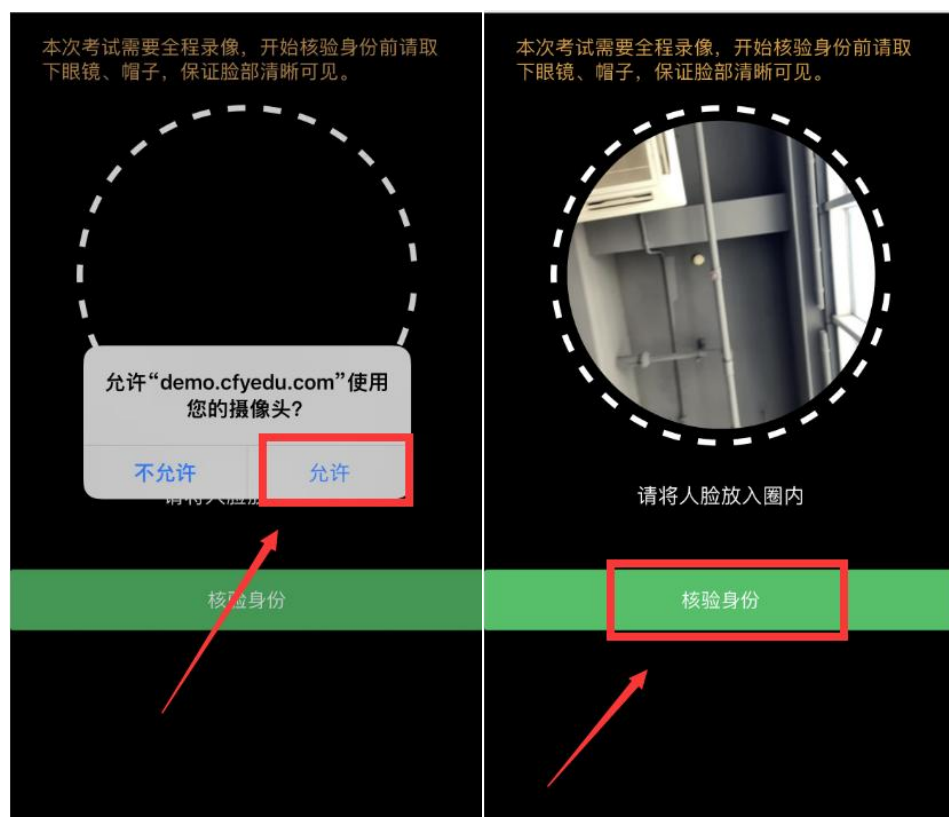 本次考试需要全程录像，开始核验身份前请取
下眼镜、帽子，保证脸部清晰可见。
允许“demo.cfyedu.com”使用
您的摄像头?
不允许
允许
核验身份
本次考试需要全程录像，开始核验身份前请取
下眼镜、帽子，保证脸部清晰可见。
请将人脸放入圈内
核验身份